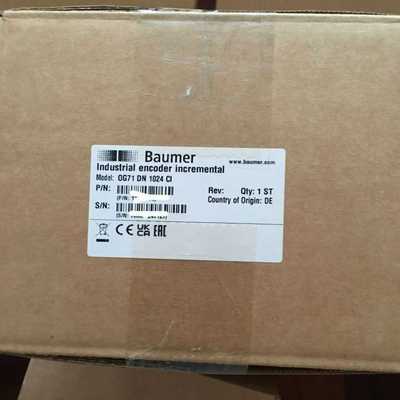 Baumer
www.baumer.com
Industrial encoder incremental
Model: OG71 DN 1024 CI
P/N:
Rev: Qty: 1 ST
(P/N:
Country of Origin: DE
S/N:
(S/N:
CE UK CA EAC